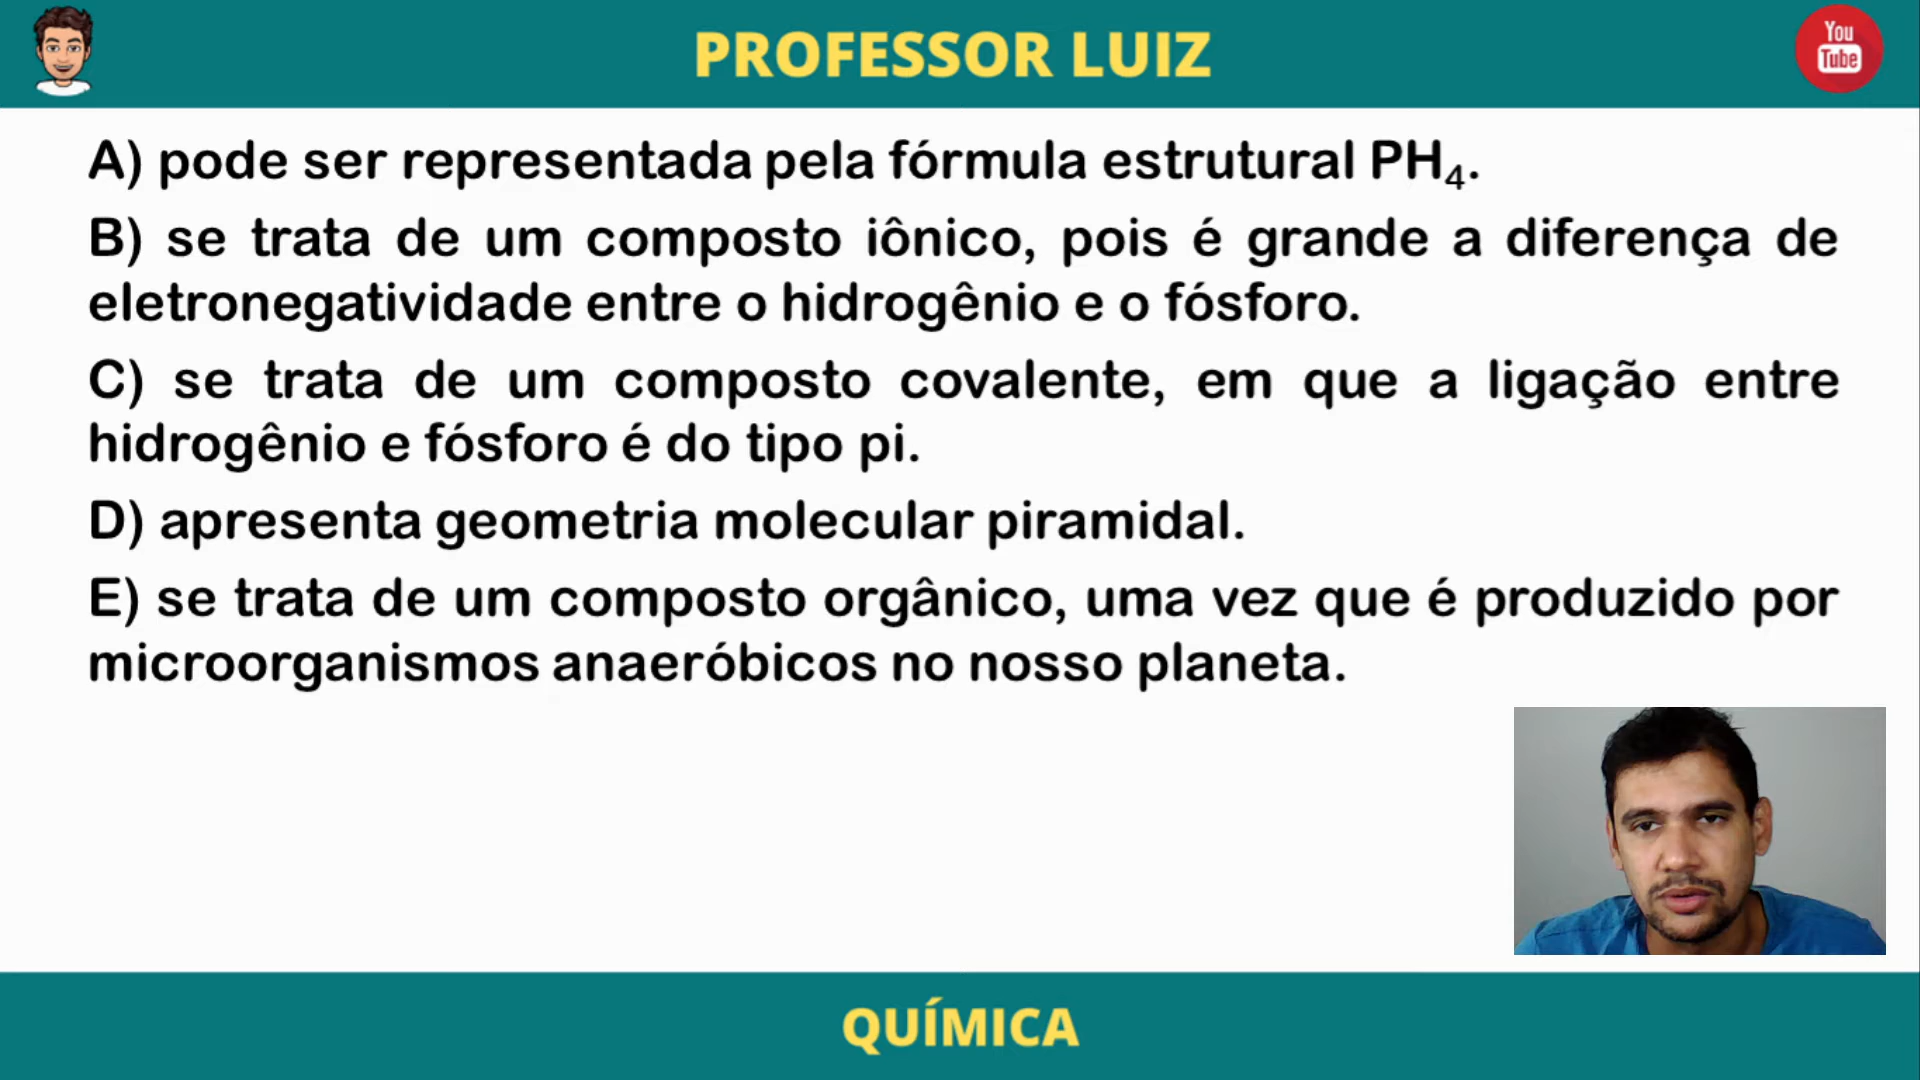 PROFESSOR LUIZ
You
Tube
A) pode ser representada pela fórmula estrutural PH₄.
B) se trata de um composto iônico, pois é grande a diferença de
eletronegatividade entre o hidrogênio e o fósforo.
C) se trata de um composto covalente, em que a ligação entre
hidrogênio e fósforo é do tipo pi.
D) apresenta geometria molecular piramidal.
E) se trata de um composto orgânico, uma vez que é produzido por
microorganismos anaeróbicos no nosso planeta.
QUÍMICA